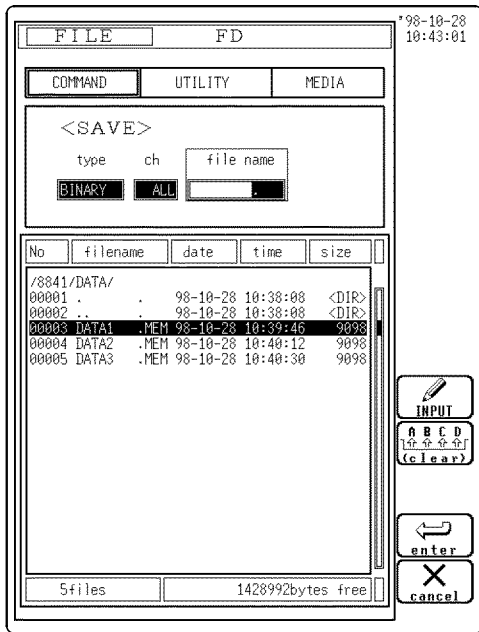 '98-10-28
10:43:01
FILE FD
COMMAND UTILITY MEDIA
<SAVE>
type ch file name
BINARY ALL .
No filename date time size
/8841/DATA/
00001 . . 98-10-28 10:38:08 <DIR>
00002 .. . 98-10-28 10:38:08 <DIR>
00003 DATA1 .MEM 98-10-28 10:39:46 9098
00004 DATA2 .MEM 98-10-28 10:40:12 9098
00005 DATA3 .MEM 98-10-28 10:40:30 9098
INPUT
A B C D
(clear)
enter
cancel
5files 1428992bytes free